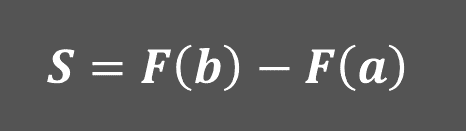 S = F(b) − F(a)